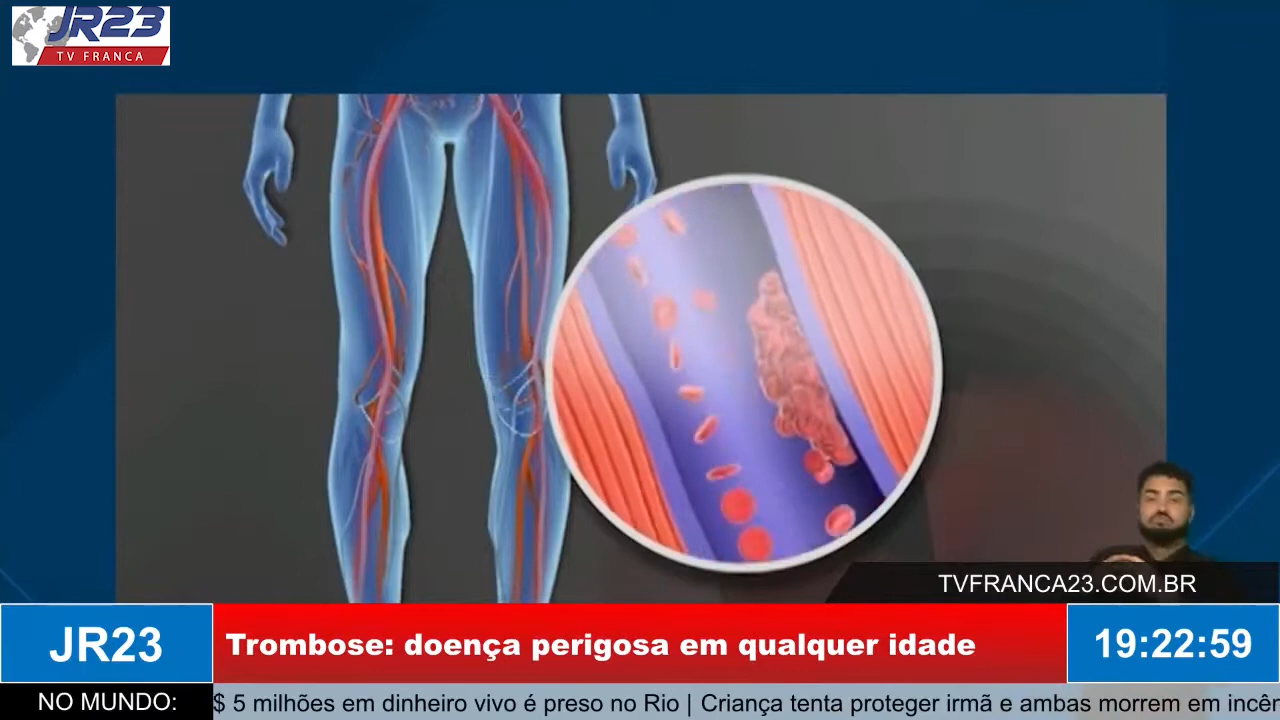 JR23
TV FRANCA
TVFRANCA23.COM.BR
JR23
Trombose: doença perigosa em qualquer idade
19:22:59
NO MUNDO:
$ 5 milhões em dinheiro vivo é preso no Rio | Criança tenta proteger irmã e ambas morrem em